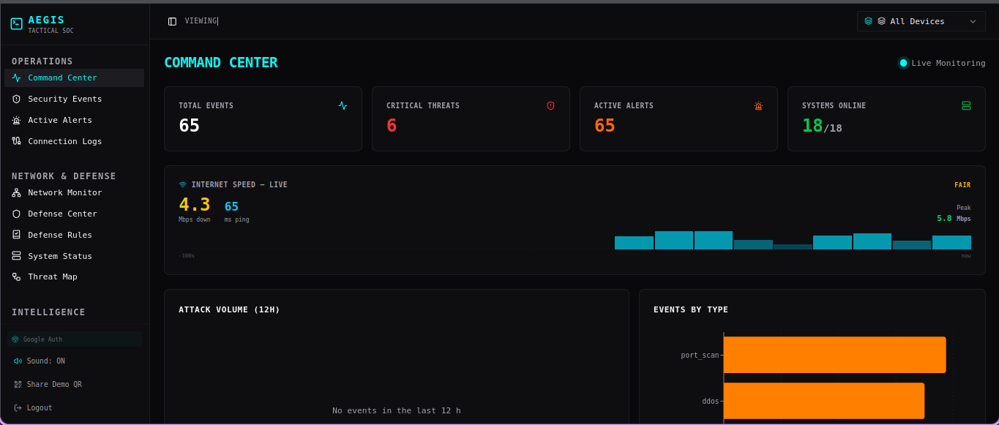 AEGIS
TACTICAL SOC
VIEWING
All Devices
OPERATIONS
Command Center
Security Events
Active Alerts
Connection Logs
NETWORK & DEFENSE
Network Monitor
Defense Center
Defense Rules
System Status
Threat Map
INTELLIGENCE
Google Auth
Sound: ON
Share Demo QR
Logout
COMMAND CENTER
Live Monitoring
TOTAL EVENTS
65
CRITICAL THREATS
6
ACTIVE ALERTS
65
SYSTEMS ONLINE
18/18
INTERNET SPEED — LIVE
FAIR
4.3
Mbps down
65
ms ping
Peak
5.8 Mbps
-100s
now
ATTACK VOLUME (12H)
No events in the last 12 h
EVENTS BY TYPE
port_scan
ddos